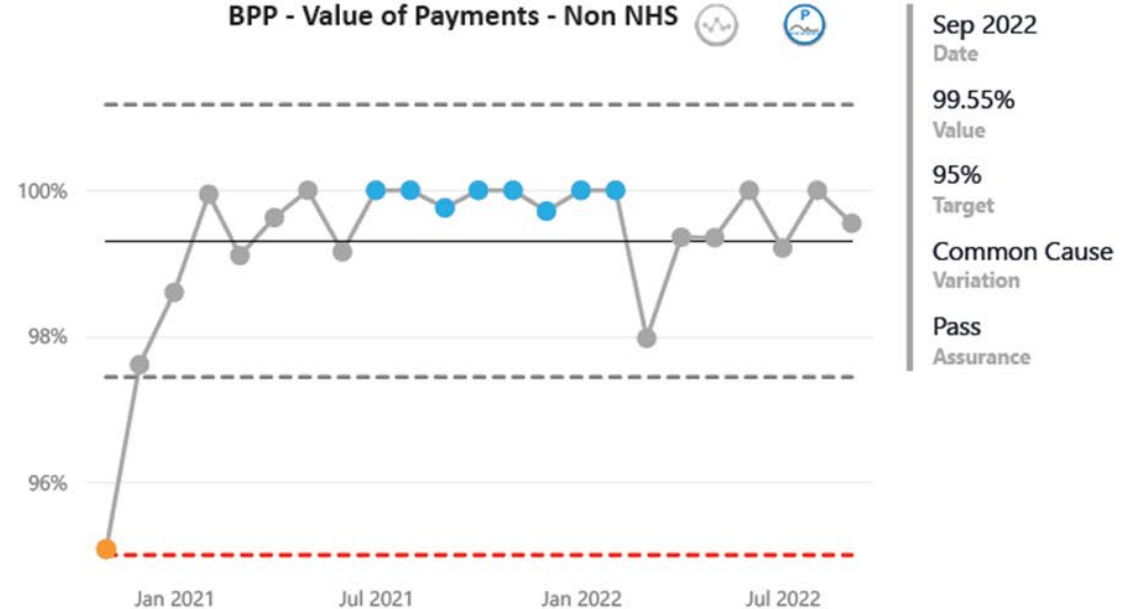 BPP - Value of Payments - Non NHS
P
Sep 2022
Date
99.55%
Value
95%
Target
Common Cause
Variation
Pass
Assurance
100%
98%
96%
Jan 2021
Jul 2021
Jan 2022
Jul 2022